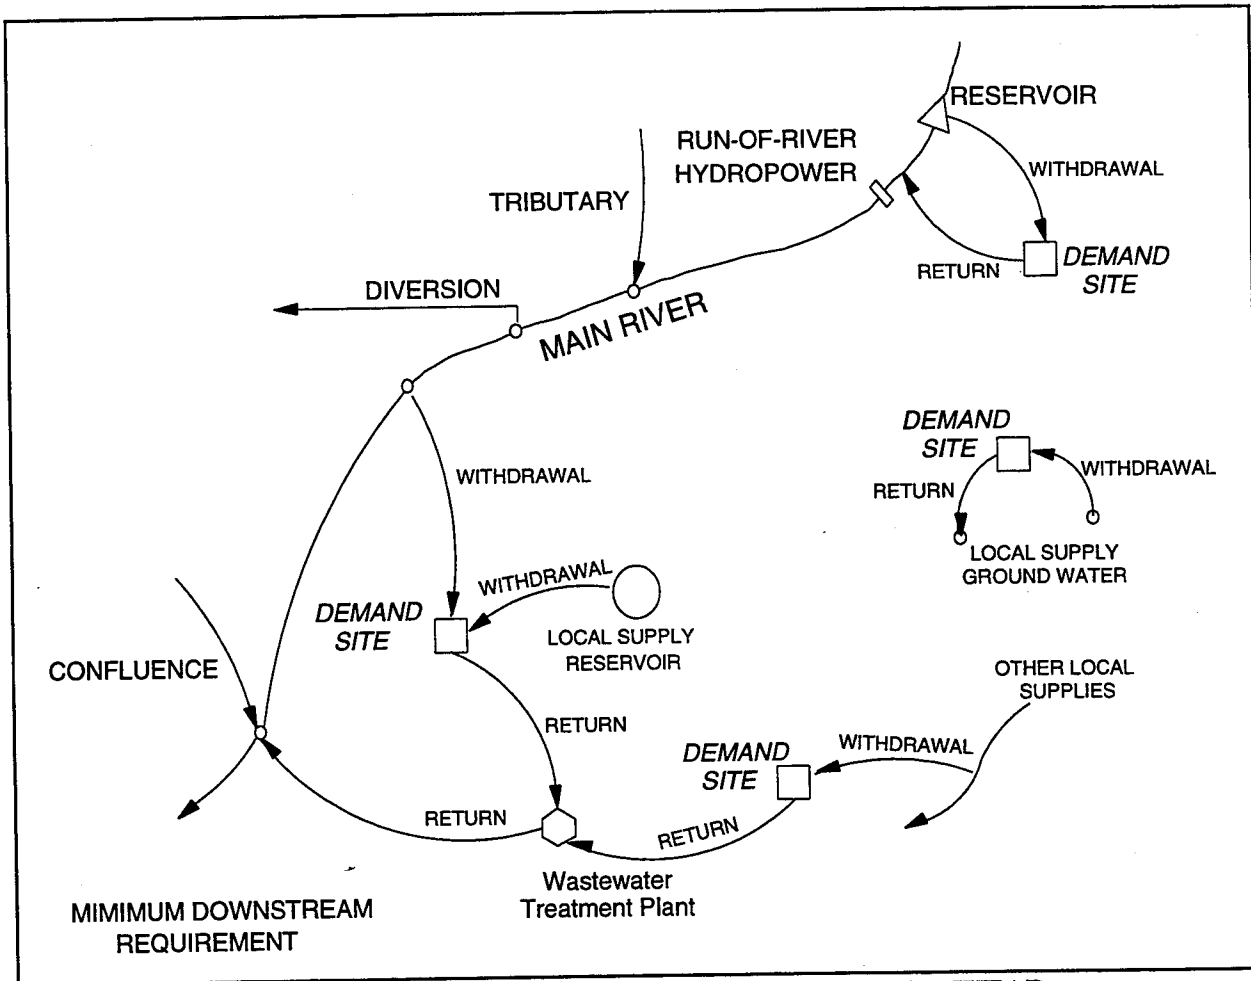 RESERVOIR
RUN-OF-RIVER
HYDROPOWER
WITHDRAWAL
TRIBUTARY
DEMAND
SITE
RETURN
DIVERSION
MAIN RIVER
DEMAND
SITE
WITHDRAWAL
WITHDRAWAL
RETURN
LOCAL SUPPLY
GROUND WATER
WITHDRAWAL
DEMAND
SITE
LOCAL SUPPLY
RESERVOIR
CONFLUENCE
OTHER LOCAL
SUPPLIES
RETURN
DEMAND
SITE
WITHDRAWAL
RETURN
RETURN
Wastewater
Treatment Plant
MIMIMUM DOWNSTREAM
REQUIREMENT